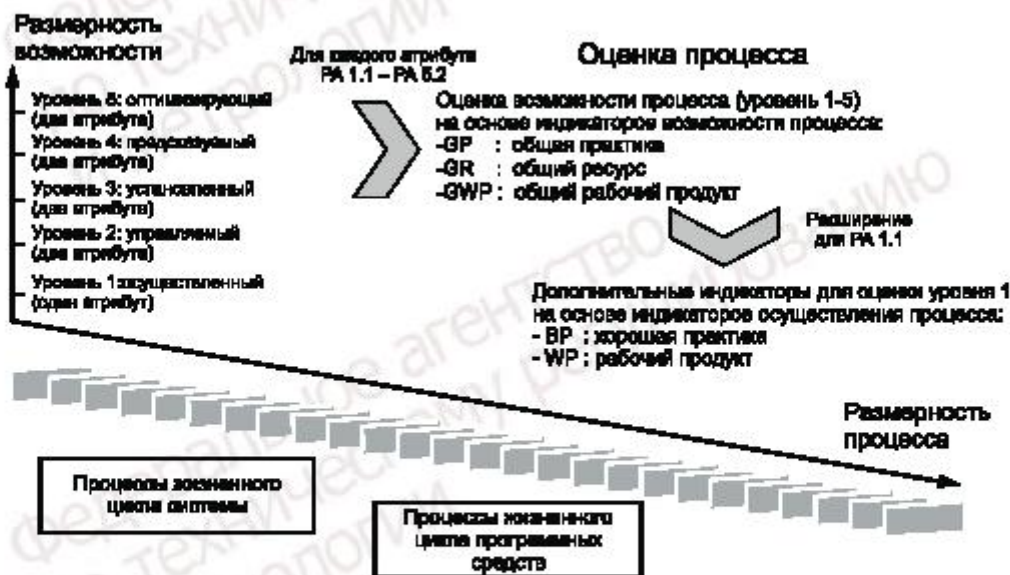 Размерность
возможности
Для каждого атрибута
PA 1.1 – PA 5.2
Оценка процесса
Уровень 5: оптимизирующий
(два атрибута)
Уровень 4: предсказуемый
(два атрибута)
Уровень 3: установленный
(два атрибута)
Уровень 2: управляемый
(два атрибута)
Уровень 1: осуществленный
(один атрибут)
Оценка возможности процесса (уровень 1-5)
на основе индикаторов возможности процесса:
-GP : общая практика
-GR : общий ресурс
-GWP : общий рабочий продукт
Расширение
для PA 1.1
Дополнительные индикаторы для оценки уровня 1
на основе индикаторов осуществления процесса:
- BP : хорошая практика
- WP : рабочий продукт
Размерность
процесса
Процессы жизненного
цикла системы
Процессы жизненного
цикла программных
средств